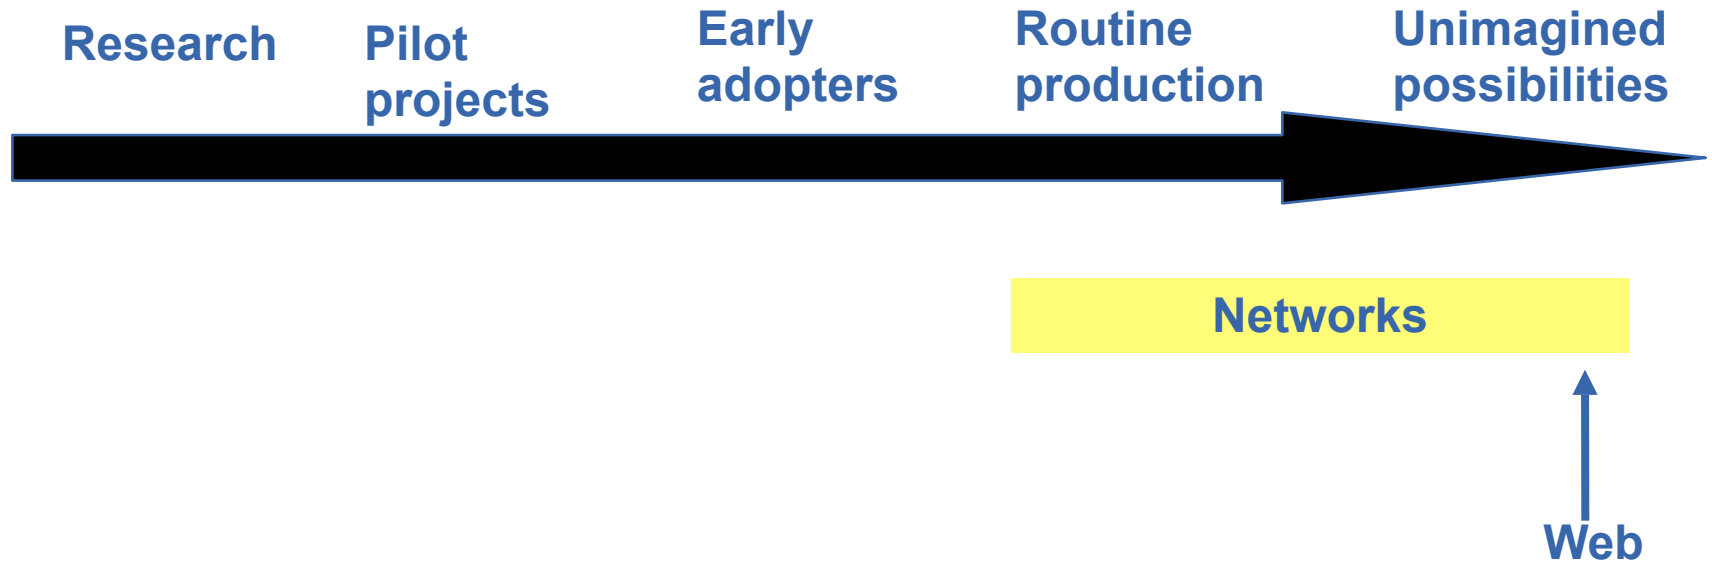 Research
Pilot
projects
Early
adopters
Routine
production
Unimagined
possibilities
Networks
Web